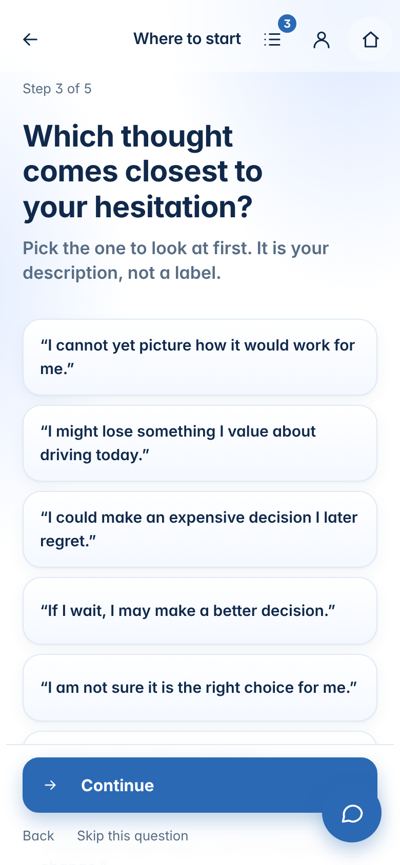 Where to start
3
Step 3 of 5
Which thought
comes closest to
your hesitation?
Pick the one to look at first. It is your
description, not a label.
“I cannot yet picture how it would work for
me.”
“I might lose something I value about
driving today.”
“I could make an expensive decision I later
regret.”
“If I wait, I may make a better decision.”
“I am not sure it is the right choice for me.”
Continue
Back
Skip this question